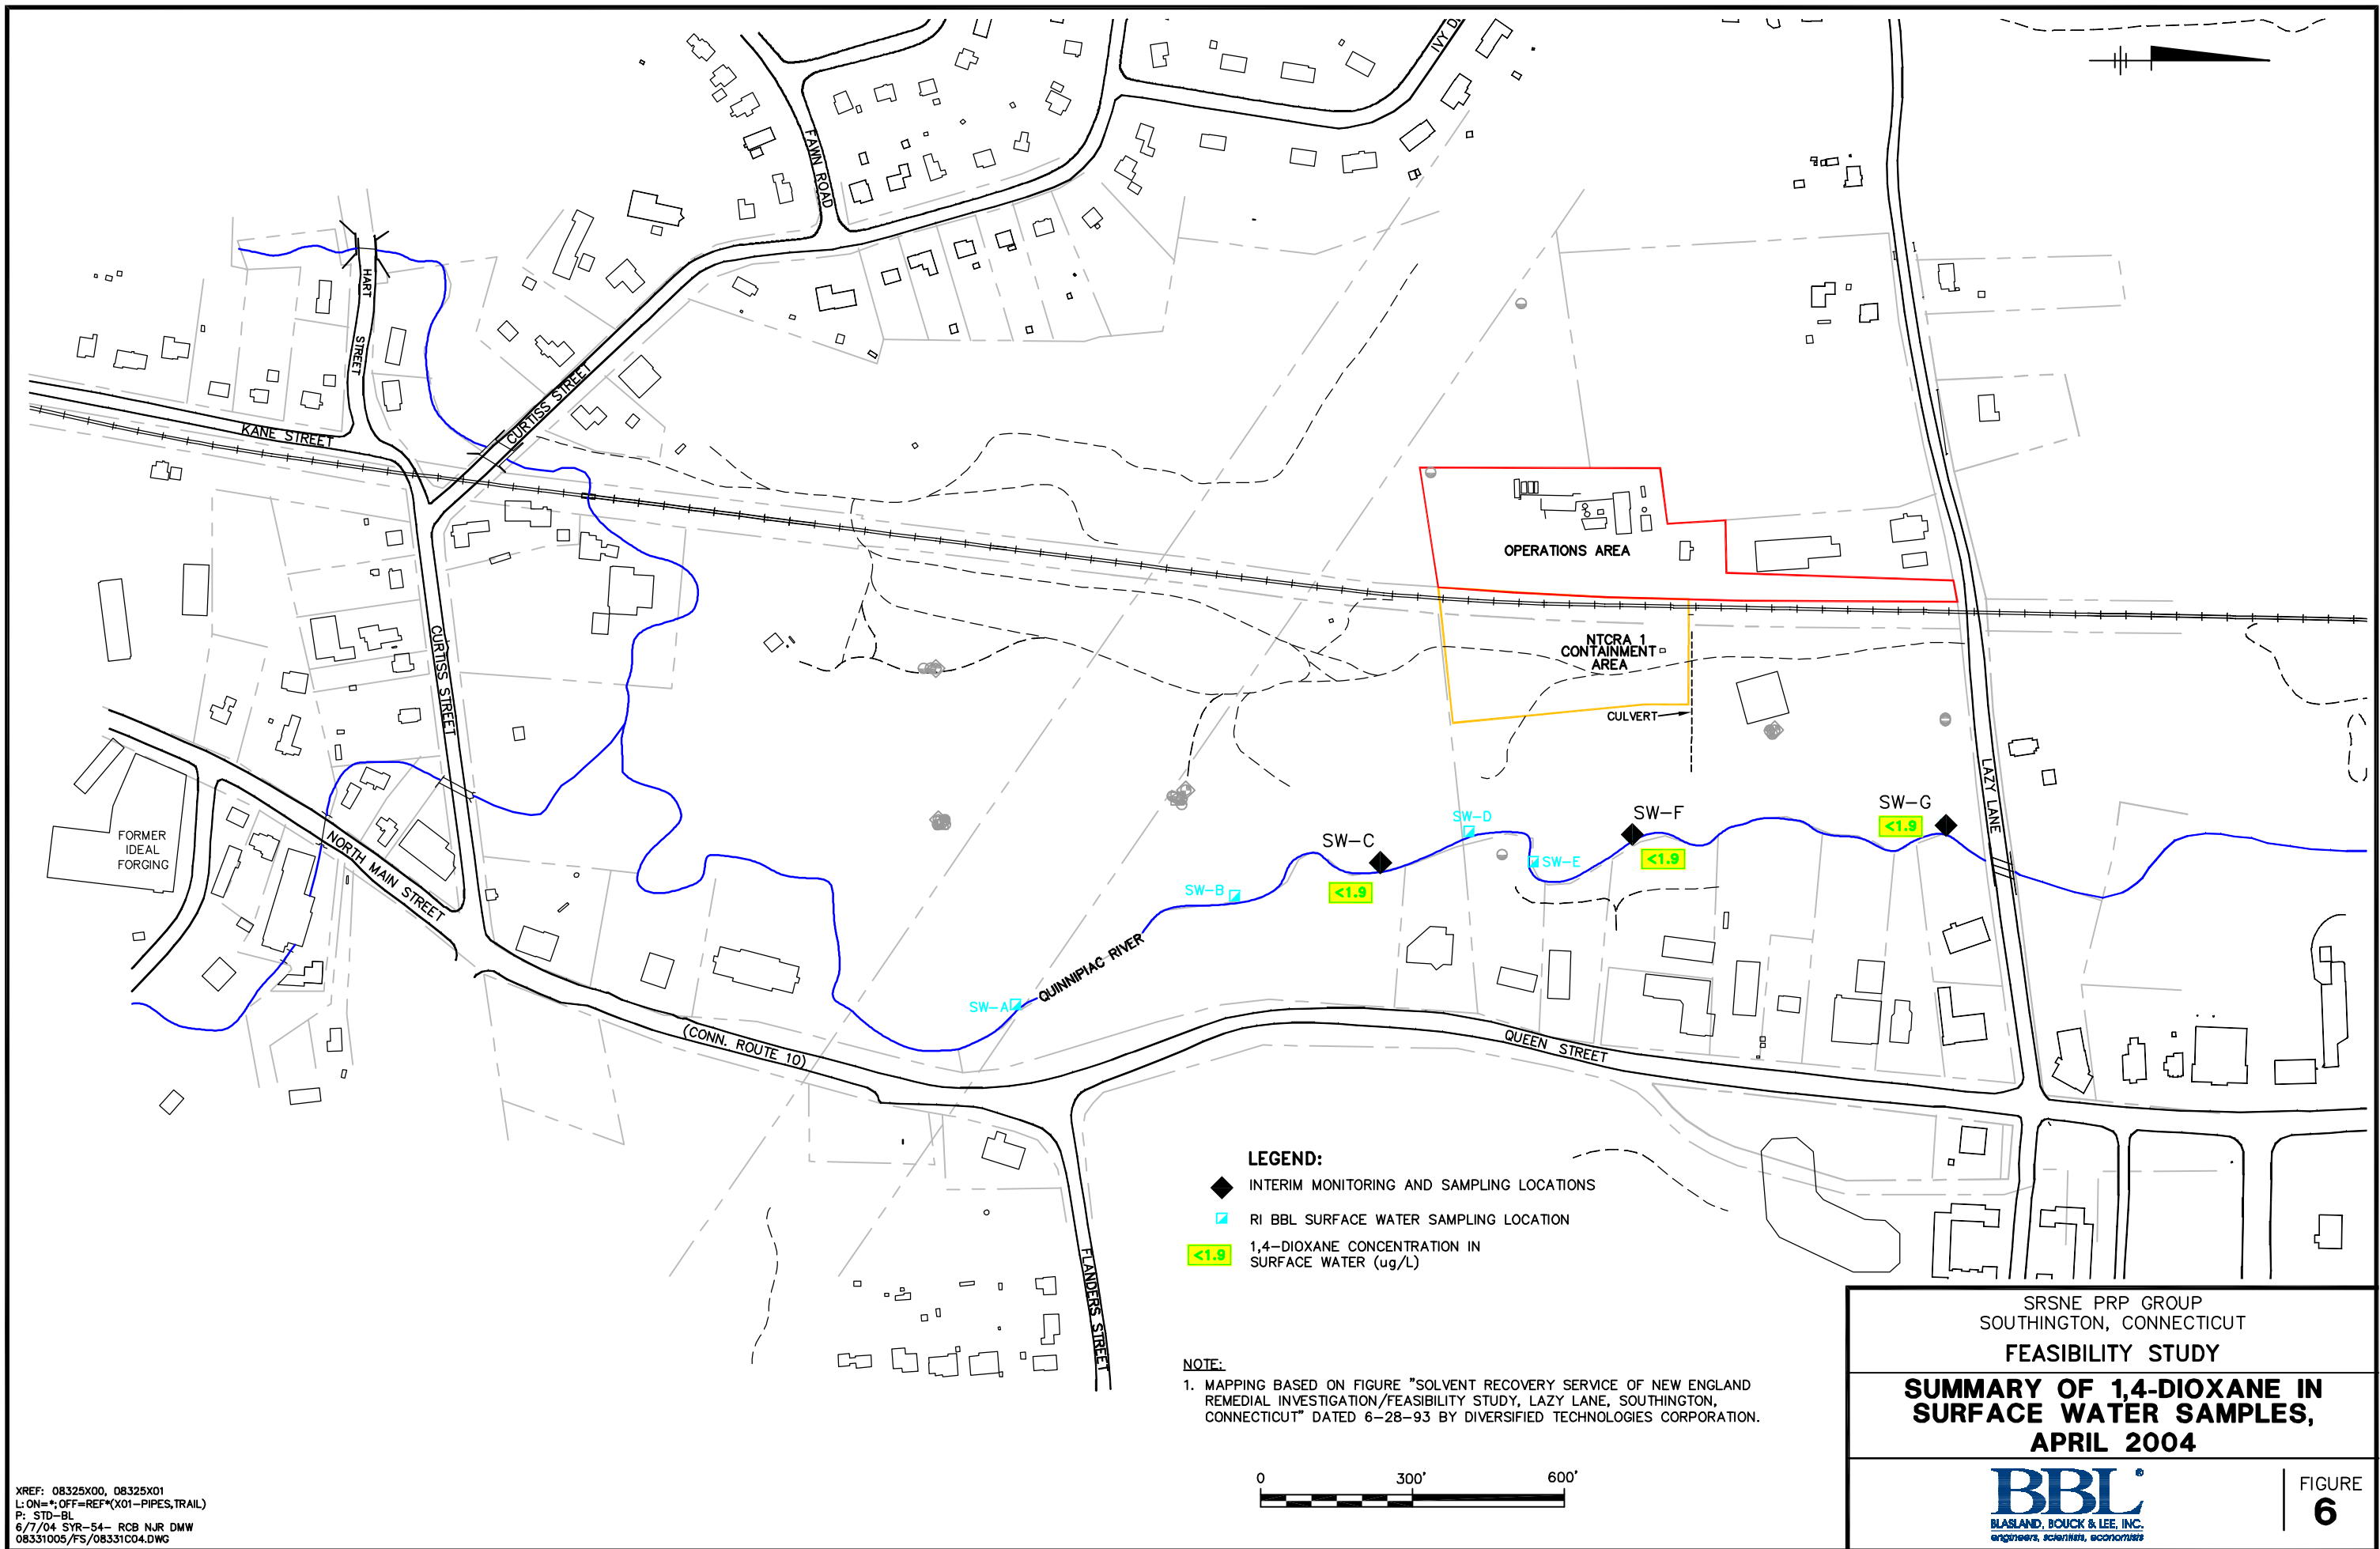 IVY D
FAWN ROAD
HART
STREET
CURTISS STREET
KANE STREET
OPERATIONS AREA
CURTISS STREET
NTCRA 1
CONTAINMENT
AREA
CULVERT
LAZY LANE
SW-G
<1.9
SW-F
<1.9
SW-D
SW-E
SW-C
<1.9
SW-B
FORMER
IDEAL
FORGING
NORTH MAIN STREET
QUINNIPIAC RIVER
SW-A
(CONN. ROUTE 10)
QUEEN STREET
FLANDERS STREET
LEGEND:
INTERIM MONITORING AND SAMPLING LOCATIONS
RI BBL SURFACE WATER SAMPLING LOCATION
<1.9
1,4-DIOXANE CONCENTRATION IN
SURFACE WATER (ug/L)
NOTE:
1. MAPPING BASED ON FIGURE "SOLVENT RECOVERY SERVICE OF NEW ENGLAND
REMEDIAL INVESTIGATION/FEASIBILITY STUDY, LAZY LANE, SOUTHINGTON,
CONNECTICUT" DATED 6-28-93 BY DIVERSIFIED TECHNOLOGIES CORPORATION.
0 300' 600'
SRSNE PRP GROUP
SOUTHINGTON, CONNECTICUT
FEASIBILITY STUDY
SUMMARY OF 1,4-DIOXANE IN
SURFACE WATER SAMPLES,
APRIL 2004
BBL®
BLASLAND, BOUCK & LEE, INC.
engineers, scientists, economists
FIGURE
6
XREF: 08325X00, 08325X01
L: ON=*; OFF=REF*(X01-PIPES,TRAIL)
P: STD-BL
6/7/04 SYR-54- RCB NJR DMW
08331005/FS/08331C04.DWG